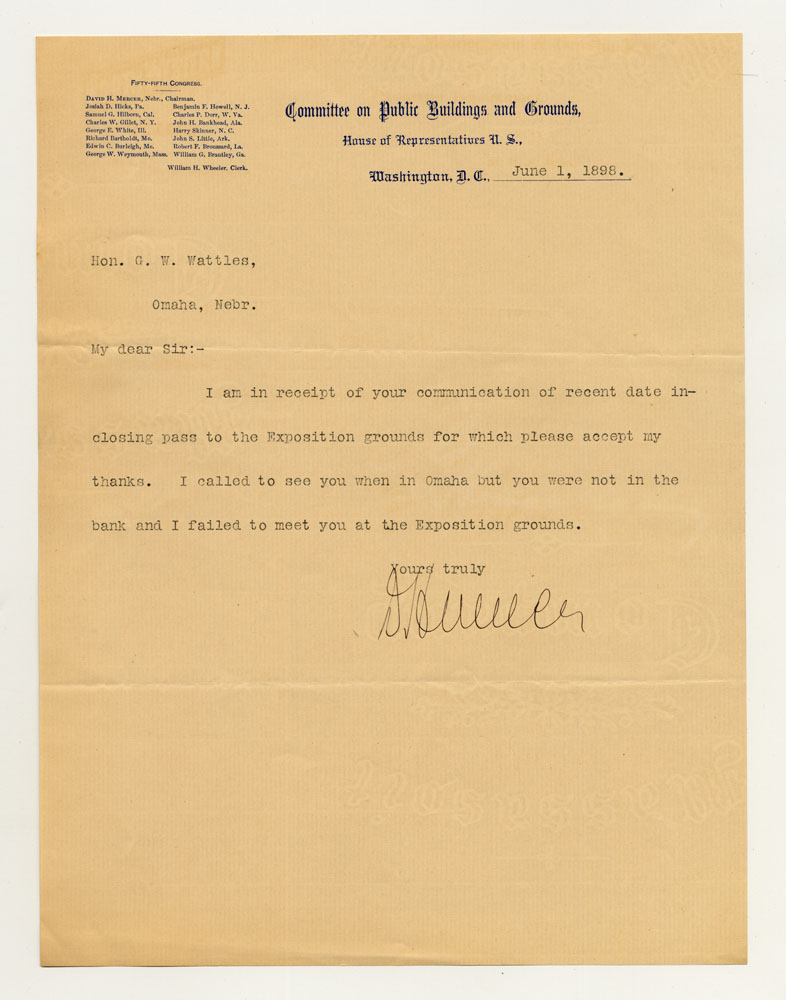 FIFTY-FIFTH CONGRESS.
DAVID H. MERCER, Nebr., Chairman.
Josiah D. Hicks, Pa.
Samuel G. Hilborn, Cal.
Charles W. Gillet, N. Y.
George E. White, Ill.
Richard Bartholdt, Mo.
Edwin C. Burleigh, Me.
George W. Weymouth, Mass.
Benjamin F. Howell, N. J.
Charles P. Dorr, W. Va.
John H. Bankhead, Ala.
Harry Skinner, N. C.
John S. Little, Ark.
Robert F. Broussard, La.
William G. Brantley, Ga.
William H. Wheeler, Clerk.
Committee on Public Buildings and Grounds,
House of Representatives U. S.,
Washington, D. C., June 1, 1898.
Hon. G. W. Wattles,
Omaha, Nebr.
My dear Sir:-
I am in receipt of your communication of recent date in-
closing pass to the Exposition grounds for which please accept my
thanks. I called to see you when in Omaha but you were not in the
bank and I failed to meet you at the Exposition grounds.
Yours truly
D H Mercer